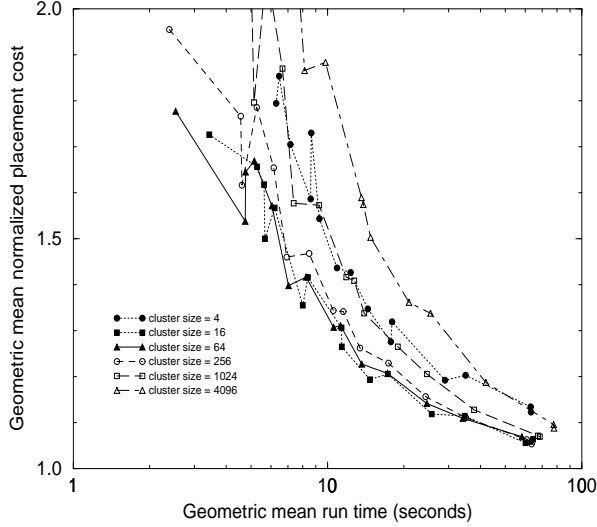 2.0
1.5
1.0
Geometric mean normalized placement cost
cluster size = 4
cluster size = 16
cluster size = 64
cluster size = 256
cluster size = 1024
cluster size = 4096
1
10
100
Geometric mean run time (seconds)